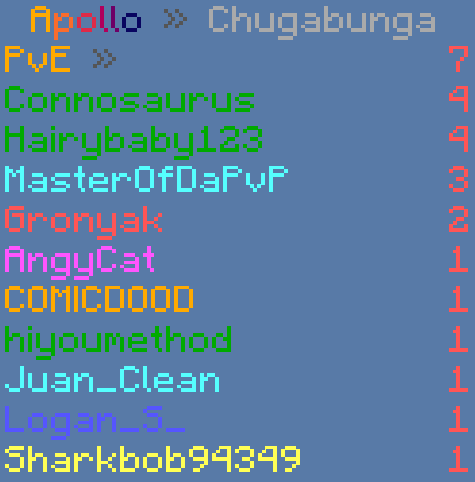 Apollo » Chugabunga
PvE » 7
Connosaurus 4
Hairybaby123 4
MasterOfDaPvP 3
Gronyak 2
AngyCat 1
COMICDOOD 1
hiyoumethod 1
Juan_Clean 1
Logan_S_ 1
Sharkbob94349 1